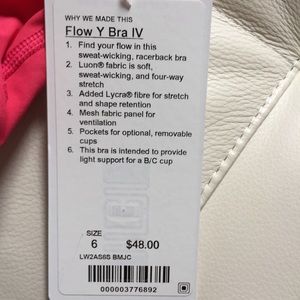 WHY WE MADE THIS
Flow Y Bra IV
1. Find your flow in this
sweat-wicking, racerback bra
2. Luon® fabric is soft,
sweat-wicking, and four-way
stretch
3. Added Lycra® fibre for stretch
and shape retention
4. Mesh fabric panel for
ventilation
5. Pockets for optional, removable
cups
6. This bra is intended to provide
light support for a B/C cup
SIZE
6 $48.00
LW2AS6S BMJC
000003776892